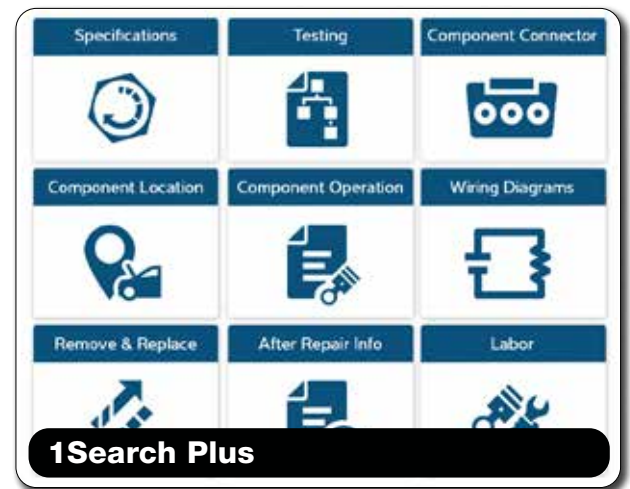 Specifications
Testing
Component Connector
Component Location
Component Operation
Wiring Diagrams
Remove & Replace
After Repair Info
Labor
1Search Plus